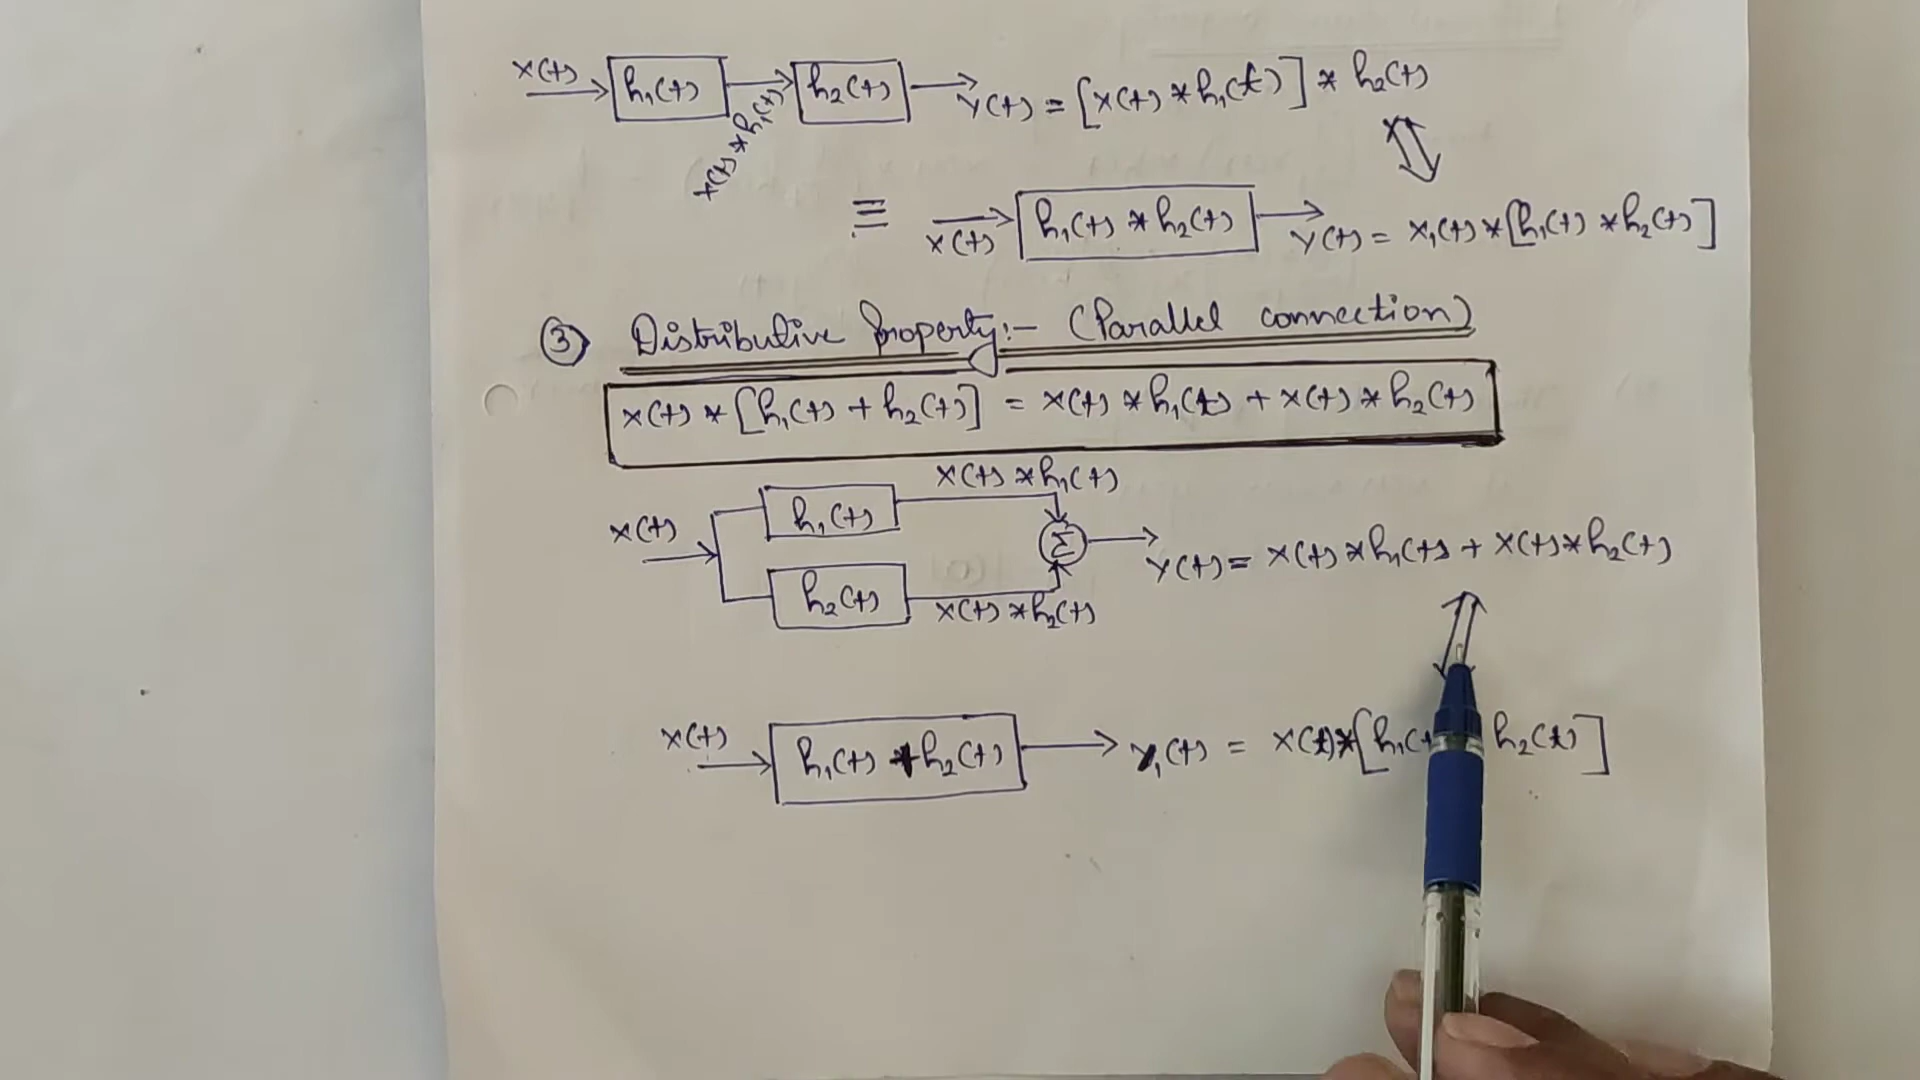 x(t) h₁(t) h₂(t) y(t) = [x(t) * h₁(t)] * h₂(t)
x(t) * h₁(t)
≡ x(t) h₁(t) * h₂(t) y(t) = x₁(t) * [h₁(t) * h₂(t)]
③ Distributive property:- (Parallel connection)
x(t) * [h₁(t) + h₂(t)] = x(t) * h₁(t) + x(t) * h₂(t)
x(t) * h₁(t)
x(t) h₁(t) Σ y(t) = x(t) * h₁(t) + x(t) * h₂(t)
h₂(t) x(t) * h₂(t)
x(t) h₁(t) + h₂(t) y₁(t) = x(t) * [h₁(t h₂(t)]